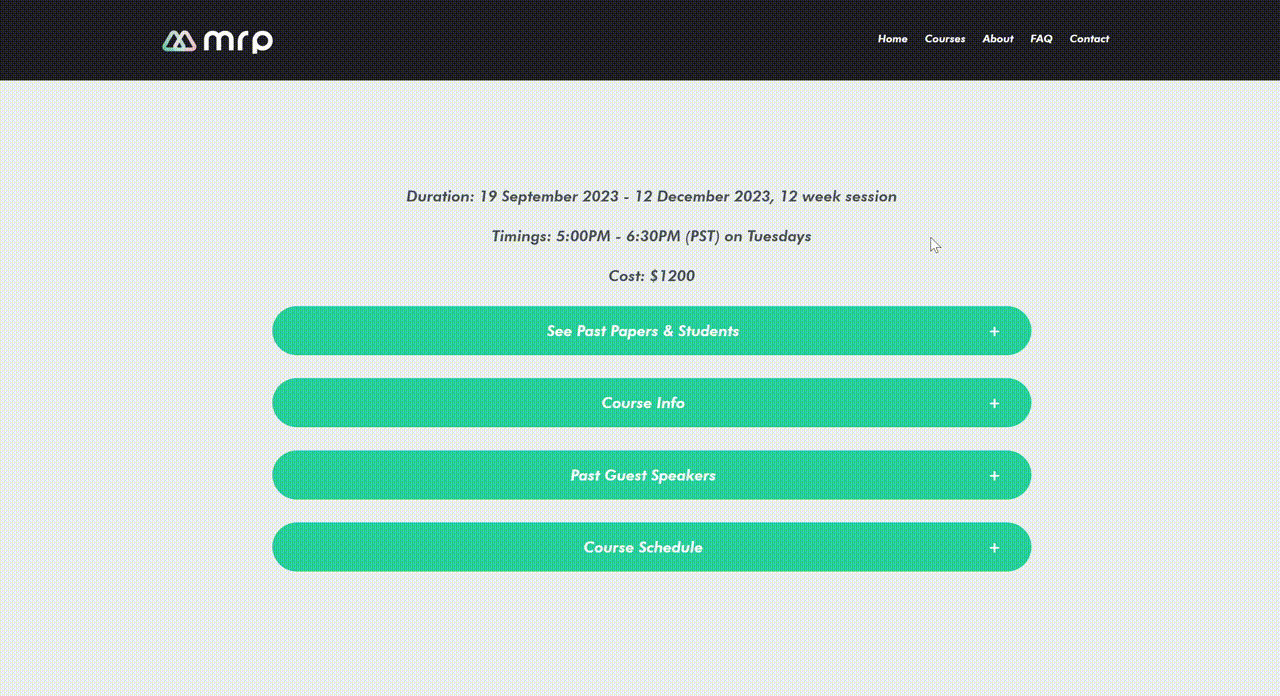 mrp
Home Courses About FAQ Contact
Duration: 19 September 2023 - 12 December 2023, 12 week session
Timings: 5:00PM - 6:30PM (PST) on Tuesdays
Cost: $1200
See Past Papers & Students +
Course Info +
Past Guest Speakers +
Course Schedule +